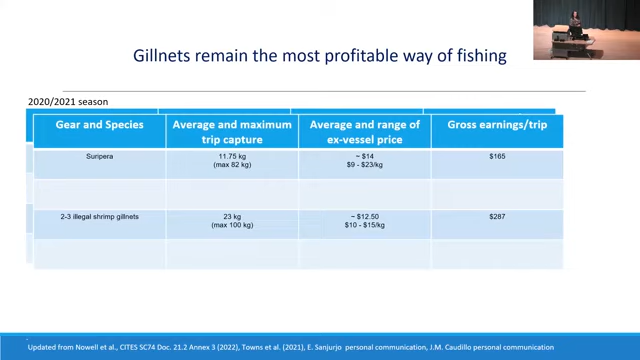 Gillnets remain the most profitable way of fishing
2020/2021 season
Gear and Species
Average and maximum trip capture
Average and range of ex-vessel price
Gross earnings/trip
Suripera
11.75 kg
(max 82 kg)
~ $14
$9 - $23/kg
$165
2-3 illegal shrimp gillnets
23 kg
(max 100 kg)
~ $12.50
$10 - $15/kg
$287
Updated from Nowell et al., CITES SC74 Doc. 21.2 Annex 3 (2022), Towns et al. (2021), E. Sanjurjo personal communication, J.M. Caudillo personal communication